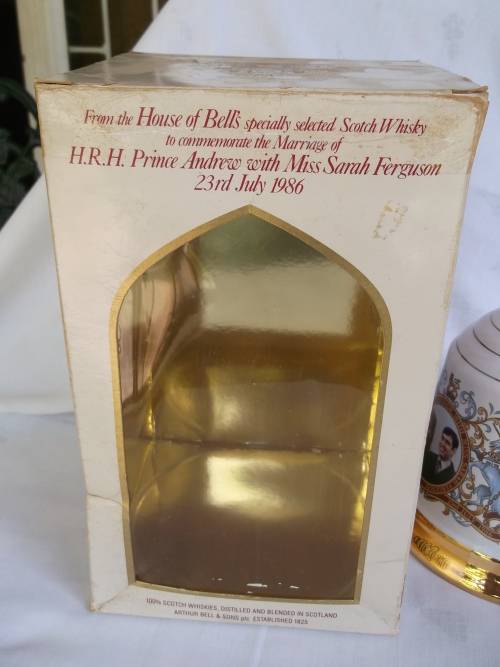 From the House of Bell's specially selected Scotch Whisky
to commemorate the Marriage of
H.R.H. Prince Andrew with Miss Sarah Ferguson
23rd July 1986
100% SCOTCH WHISKIES, DISTILLED AND BLENDED IN SCOTLAND
ARTHUR BELL & SONS plc ESTABLISHED 1825